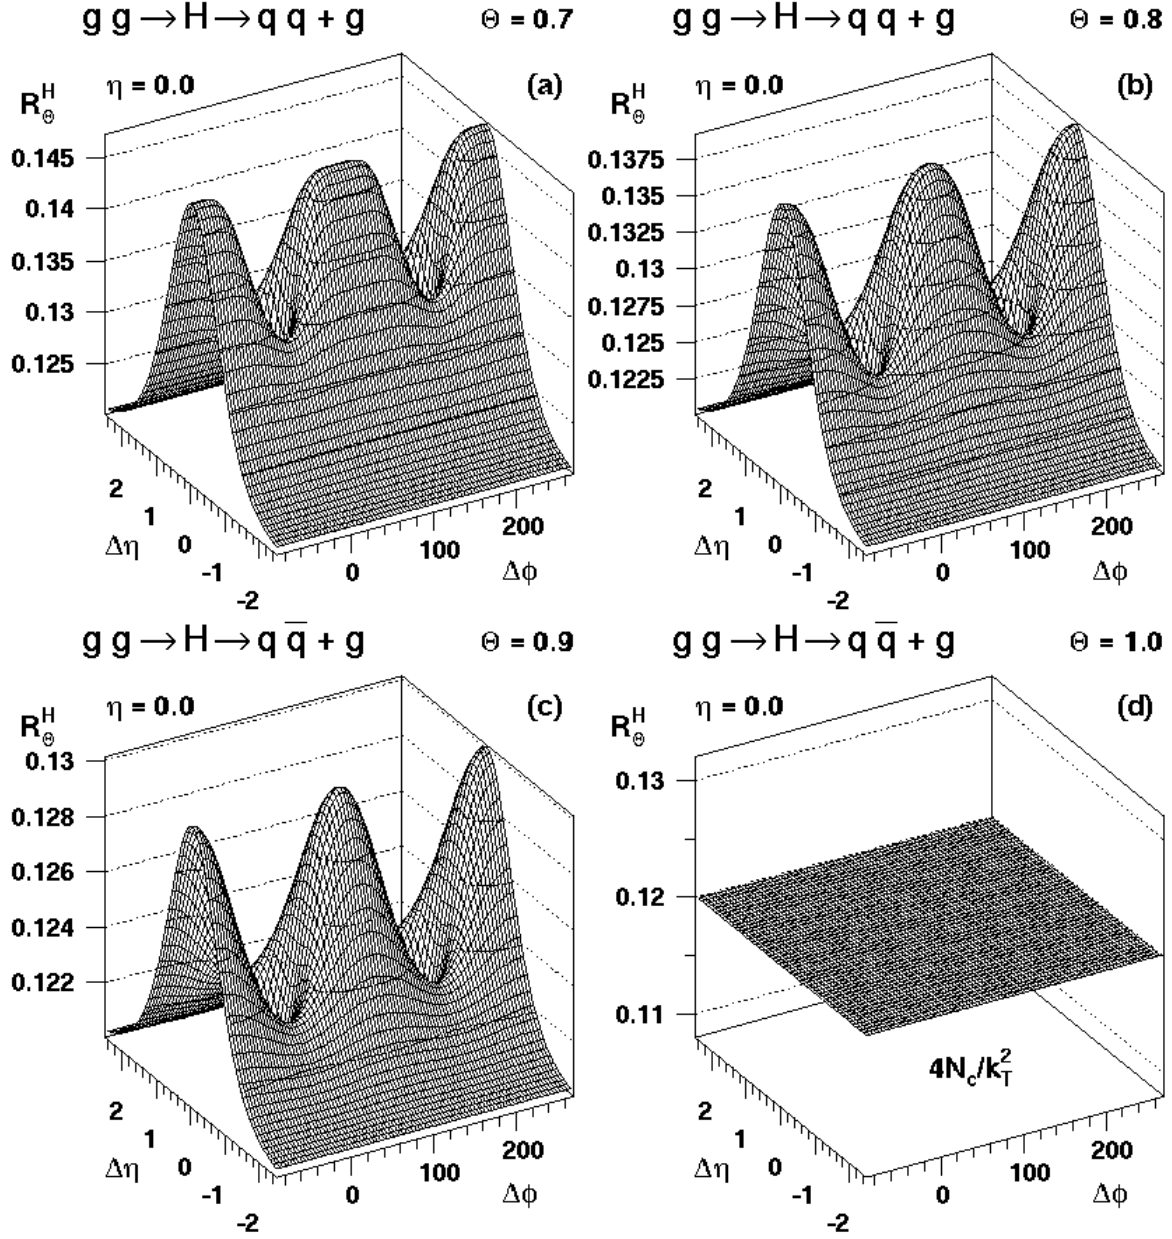 g g → H → q q + g Θ = 0.7
η = 0.0 (a)
R_Θ^H
0.145
0.14
0.135
0.13
0.125
2
1
0
-1
-2
Δη
0
100
200
Δϕ
g g → H → q q + g Θ = 0.8
η = 0.0 (b)
R_Θ^H
0.1375
0.135
0.1325
0.13
0.1275
0.125
0.1225
2
1
0
-1
-2
Δη
0
100
200
Δϕ
g g → H → q q̅ + g Θ = 0.9
η = 0.0 (c)
R_Θ^H
0.13
0.128
0.126
0.124
0.122
2
1
0
-1
-2
Δη
0
100
200
Δϕ
g g → H → q q̅ + g Θ = 1.0
η = 0.0 (d)
R_Θ^H
0.13
0.12
0.11
4N_c/k_T^2
2
1
0
-1
-2
Δη
0
100
200
Δϕ